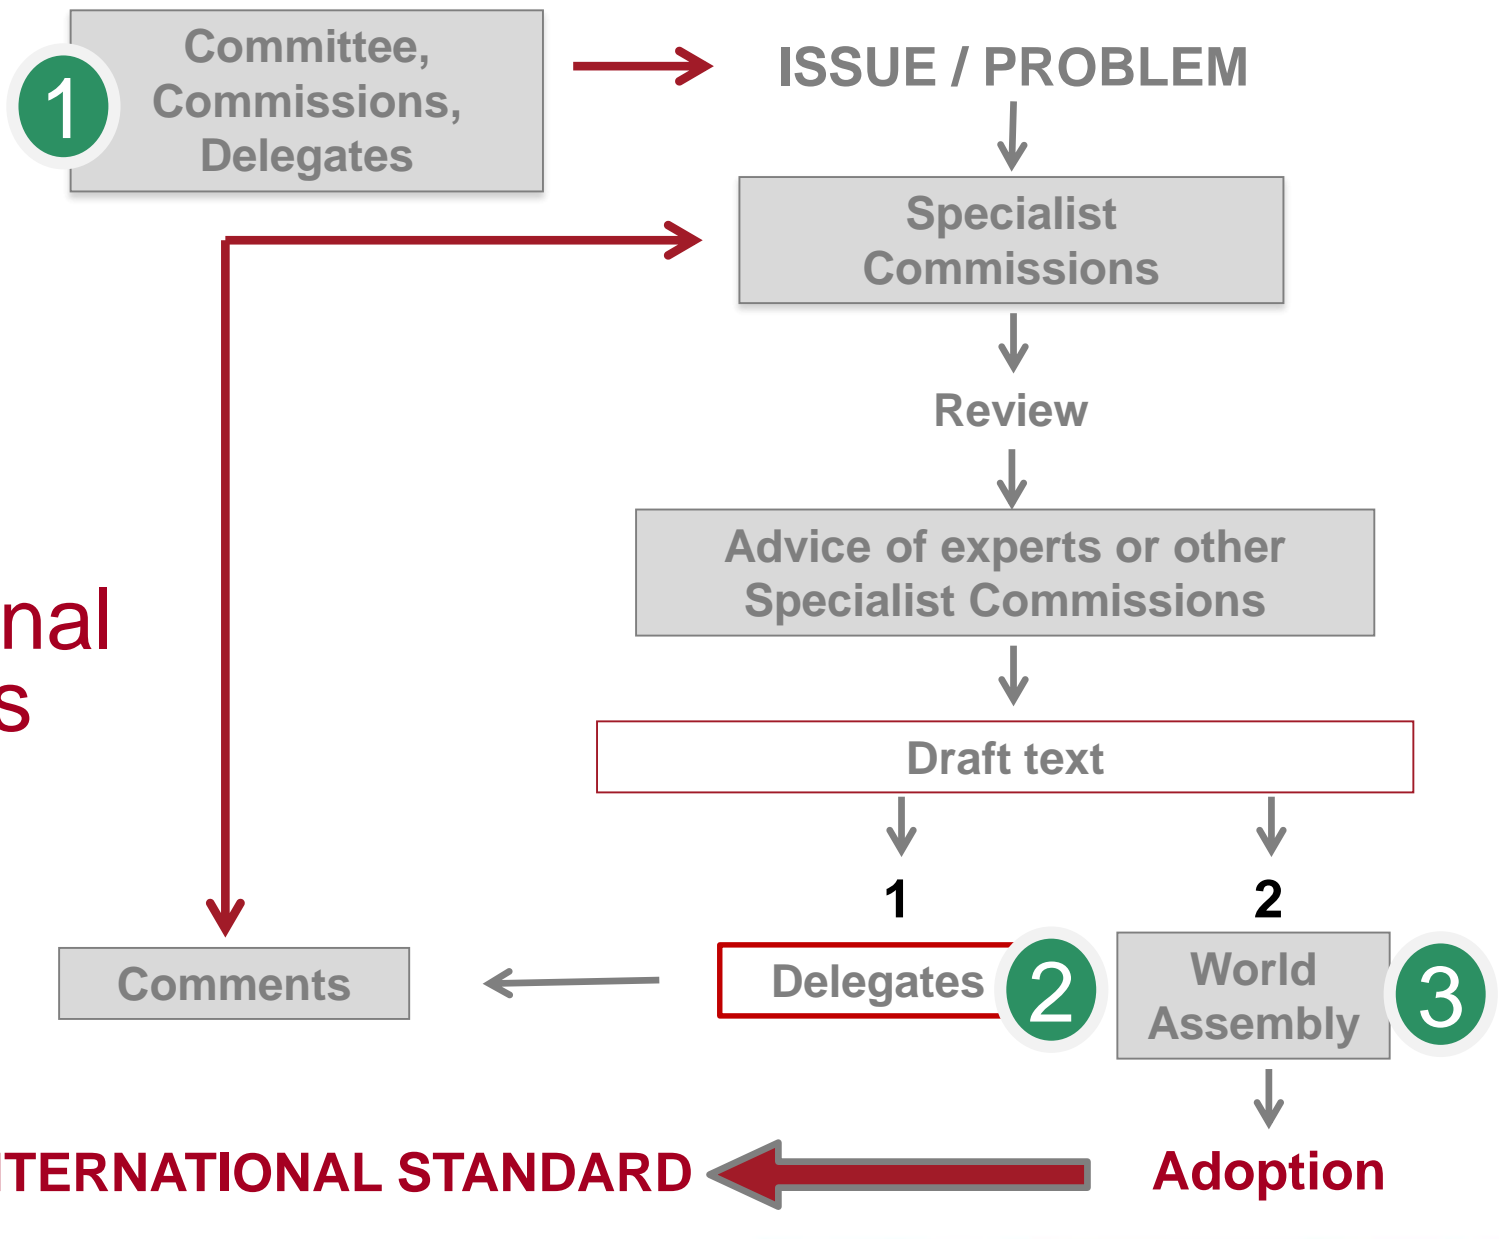 1
Committee,
Commissions,
Delegates
ISSUE / PROBLEM
Specialist
Commissions
Review
Advice of experts or other
Specialist Commissions
nal
s
Draft text
1
2
Comments
Delegates
2
World
Assembly
3
NTERNATIONAL STANDARD
Adoption